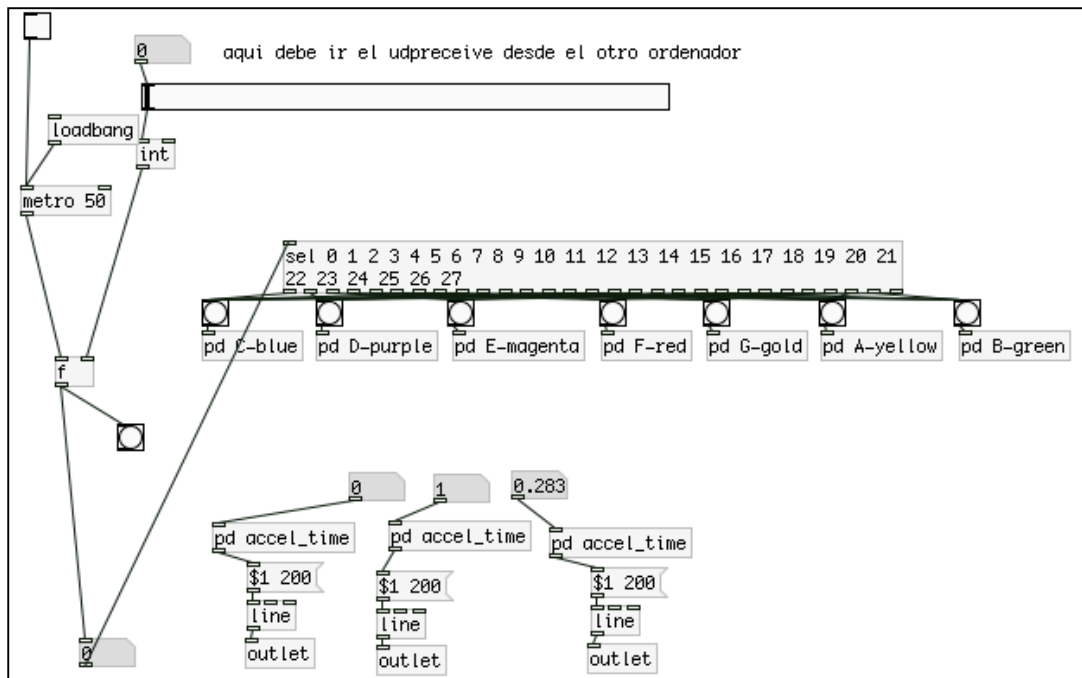 0
aqui debe ir el udpreceive desde el otro ordenador
loadbang
int
metro 50
sel 0 1 2 3 4 5 6 7 8 9 10 11 12 13 14 15 16 17 18 19 20 21
22 23 24 25 26 27
pd C-blue
pd D-purple
pd E-magenta
pd F-red
pd G-gold
pd A-yellow
pd B-green
f
0
1
0.283
pd accel_time
pd accel_time
pd accel_time
$1 200
$1 200
$1 200
line
line
line
0
outlet
outlet
outlet